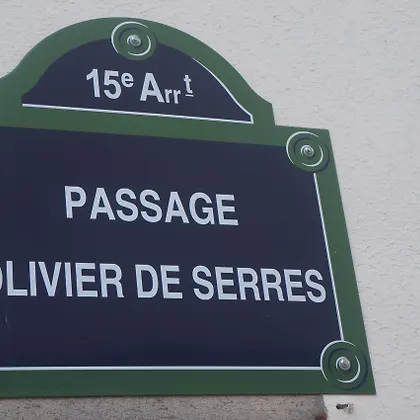 15e Arrt
PASSAGE
OLIVIER DE SERRES